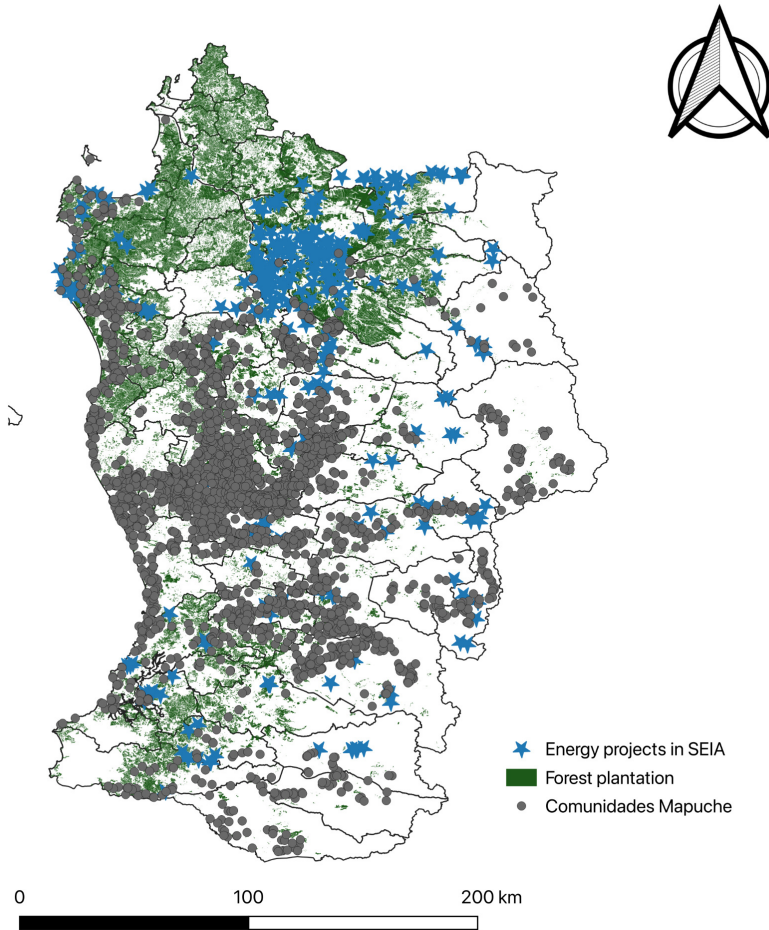 Energy projects in SEIA
Forest plantation
Comunidades Mapuche
0 100 200 km